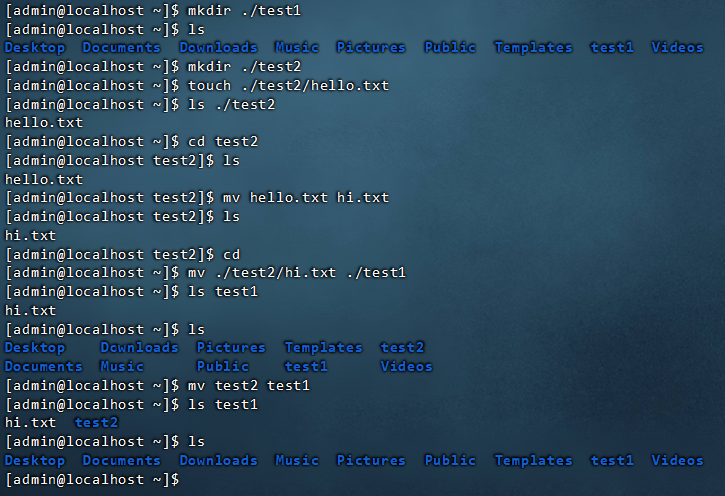 [admin@localhost ~]$ mkdir ./test1
[admin@localhost ~]$ ls
Desktop  Documents  Downloads  Music  Pictures  Public  Templates  test1  Videos
[admin@localhost ~]$ mkdir ./test2
[admin@localhost ~]$ touch ./test2/hello.txt
[admin@localhost ~]$ ls ./test2
hello.txt
[admin@localhost ~]$ cd test2
[admin@localhost test2]$ ls
hello.txt
[admin@localhost test2]$ mv hello.txt hi.txt
[admin@localhost test2]$ ls
hi.txt
[admin@localhost test2]$ cd
[admin@localhost ~]$ mv ./test2/hi.txt ./test1
[admin@localhost ~]$ ls test1
hi.txt
[admin@localhost ~]$ ls
Desktop    Downloads  Pictures  Templates  test2
Documents  Music      Public    test1      Videos
[admin@localhost ~]$ mv test2 test1
[admin@localhost ~]$ ls test1
hi.txt  test2
[admin@localhost ~]$ ls
Desktop  Documents  Downloads  Music  Pictures  Public  Templates  test1  Videos
[admin@localhost ~]$